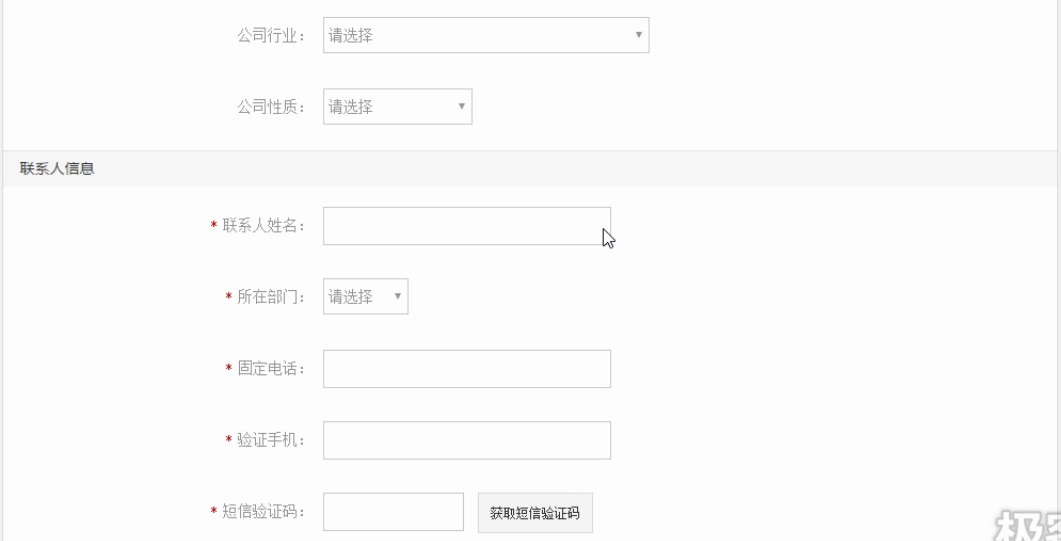 公司行业： 请选择
公司性质： 请选择
联系人信息
* 联系人姓名：
* 所在部门： 请选择
* 固定电话：
* 验证手机：
* 短信验证码： 获取短信验证码
极客